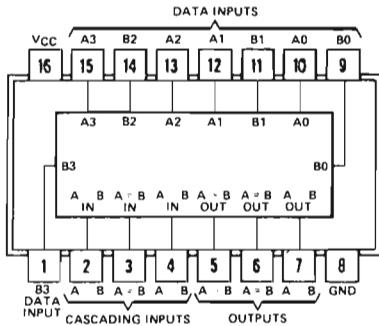 DATA INPUTS
VCC A3 B2 A2 A1 B1 A0 B0
16 15 14 13 12 11 10 9
A3 B2 A2 A1 B1 A0
B3 B0
A B A = B A B A B A = B A B
IN IN IN OUT OUT OUT
1 2 3 4 5 6 7 8
B3 A B A = B A B A B A = B A B GND
DATA
INPUT
CASCADING INPUTS OUTPUTS